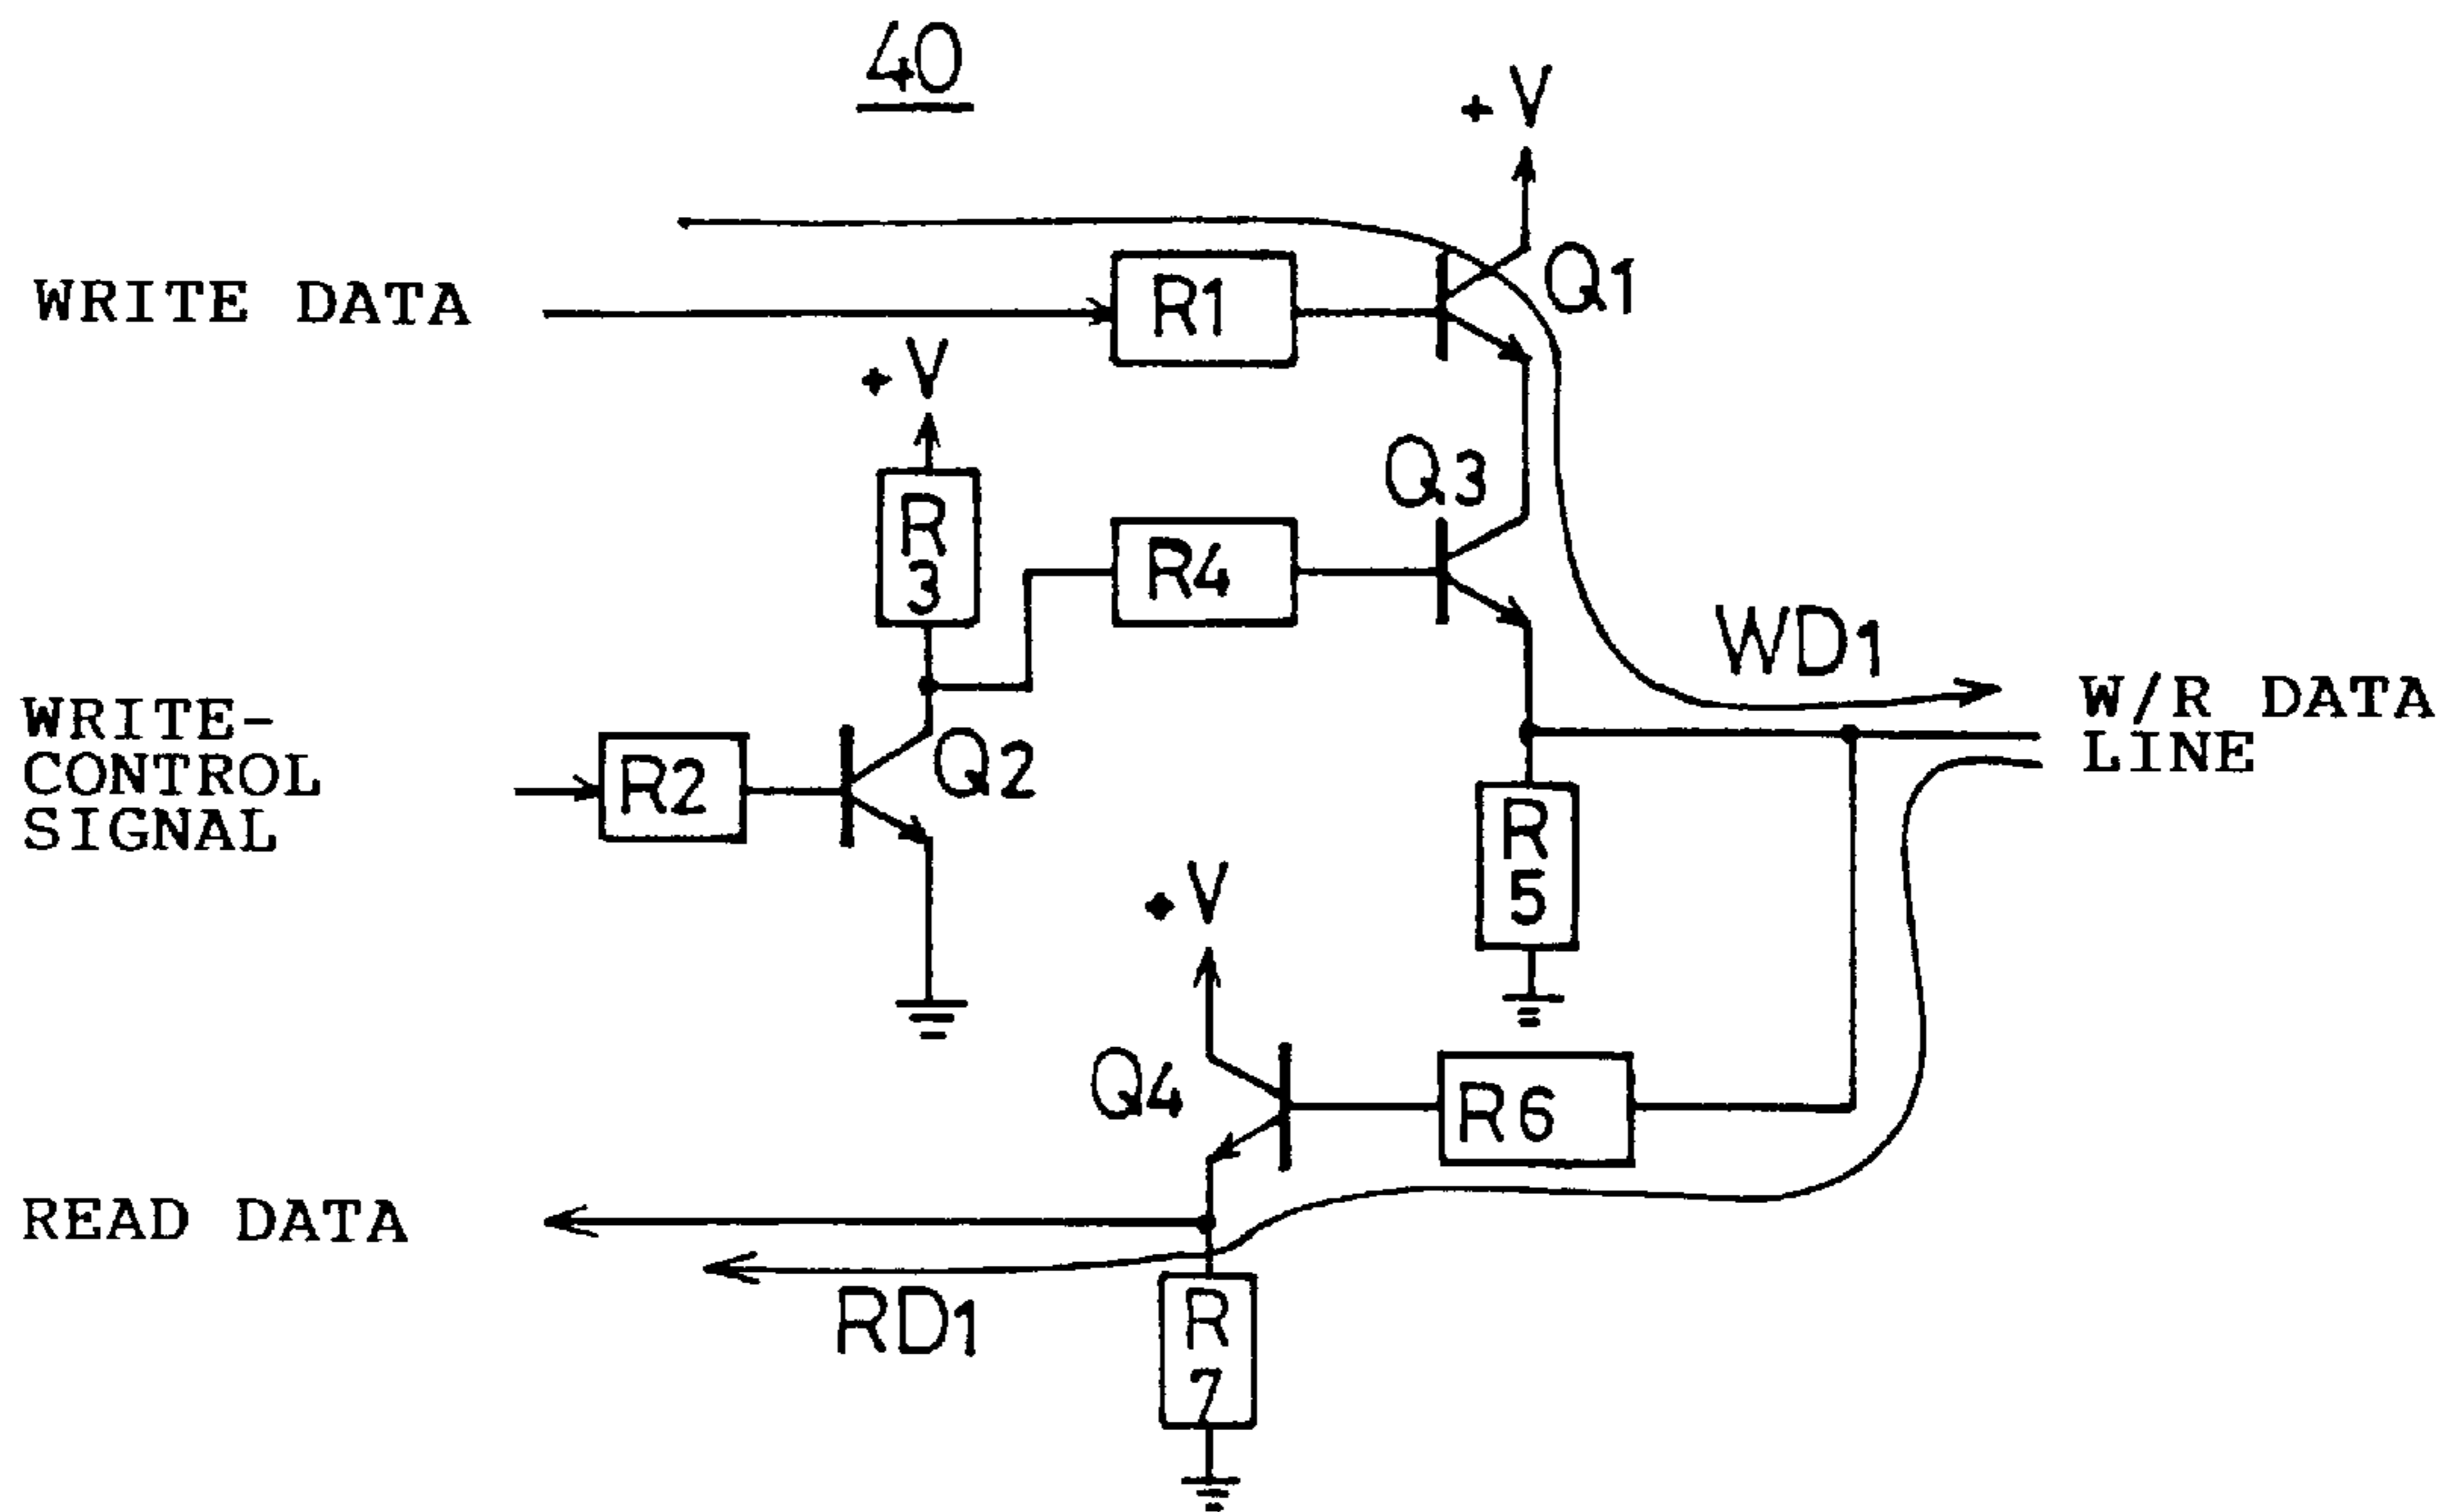 40
+V
WRITE DATA
R1
Q1
+V
Q3
R3
R4
WD1
W/R DATA
LINE
WRITE-
CONTROL
SIGNAL
R2
Q2
R5
+V
Q4
R6
READ DATA
RD1
R7